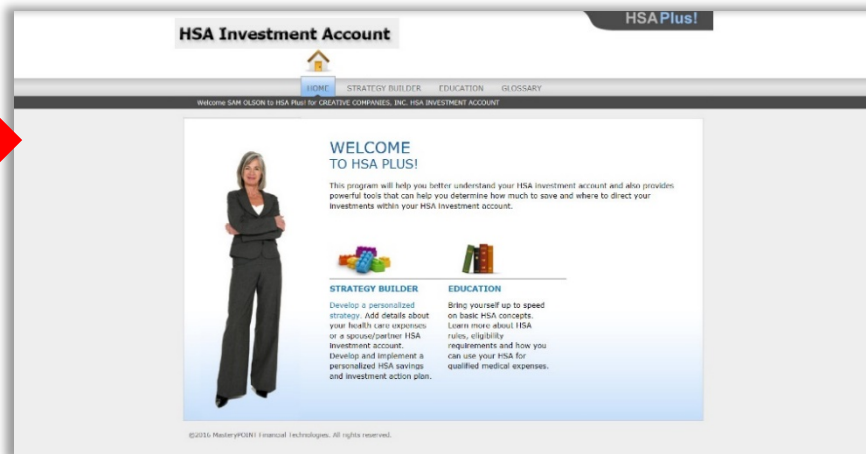 HSA Plus!
HSA Investment Account
HOME STRATEGY BUILDER EDUCATION GLOSSARY
Welcome SAM OLSON to HSA Plus! for CREATIVE COMPANIES, INC. HSA INVESTMENT ACCOUNT
WELCOME
TO HSA PLUS!
This program will help you better understand your HSA investment account and also provides
powerful tools that can help you determine how much to save and where to direct your
investments within your HSA investment account.
STRATEGY BUILDER
Develop a personalized
strategy. Add details about
your health care expenses
or a spouse/partner HSA
investment account.
Develop and implement a
personalized HSA savings
and investment action plan.
EDUCATION
Bring yourself up to speed
on basic HSA concepts.
Learn more about HSA
rules, eligibility
requirements and how you
can use your HSA for
qualified medical expenses.
©2016 MasteryPOINT Financial Technologies. All rights reserved.